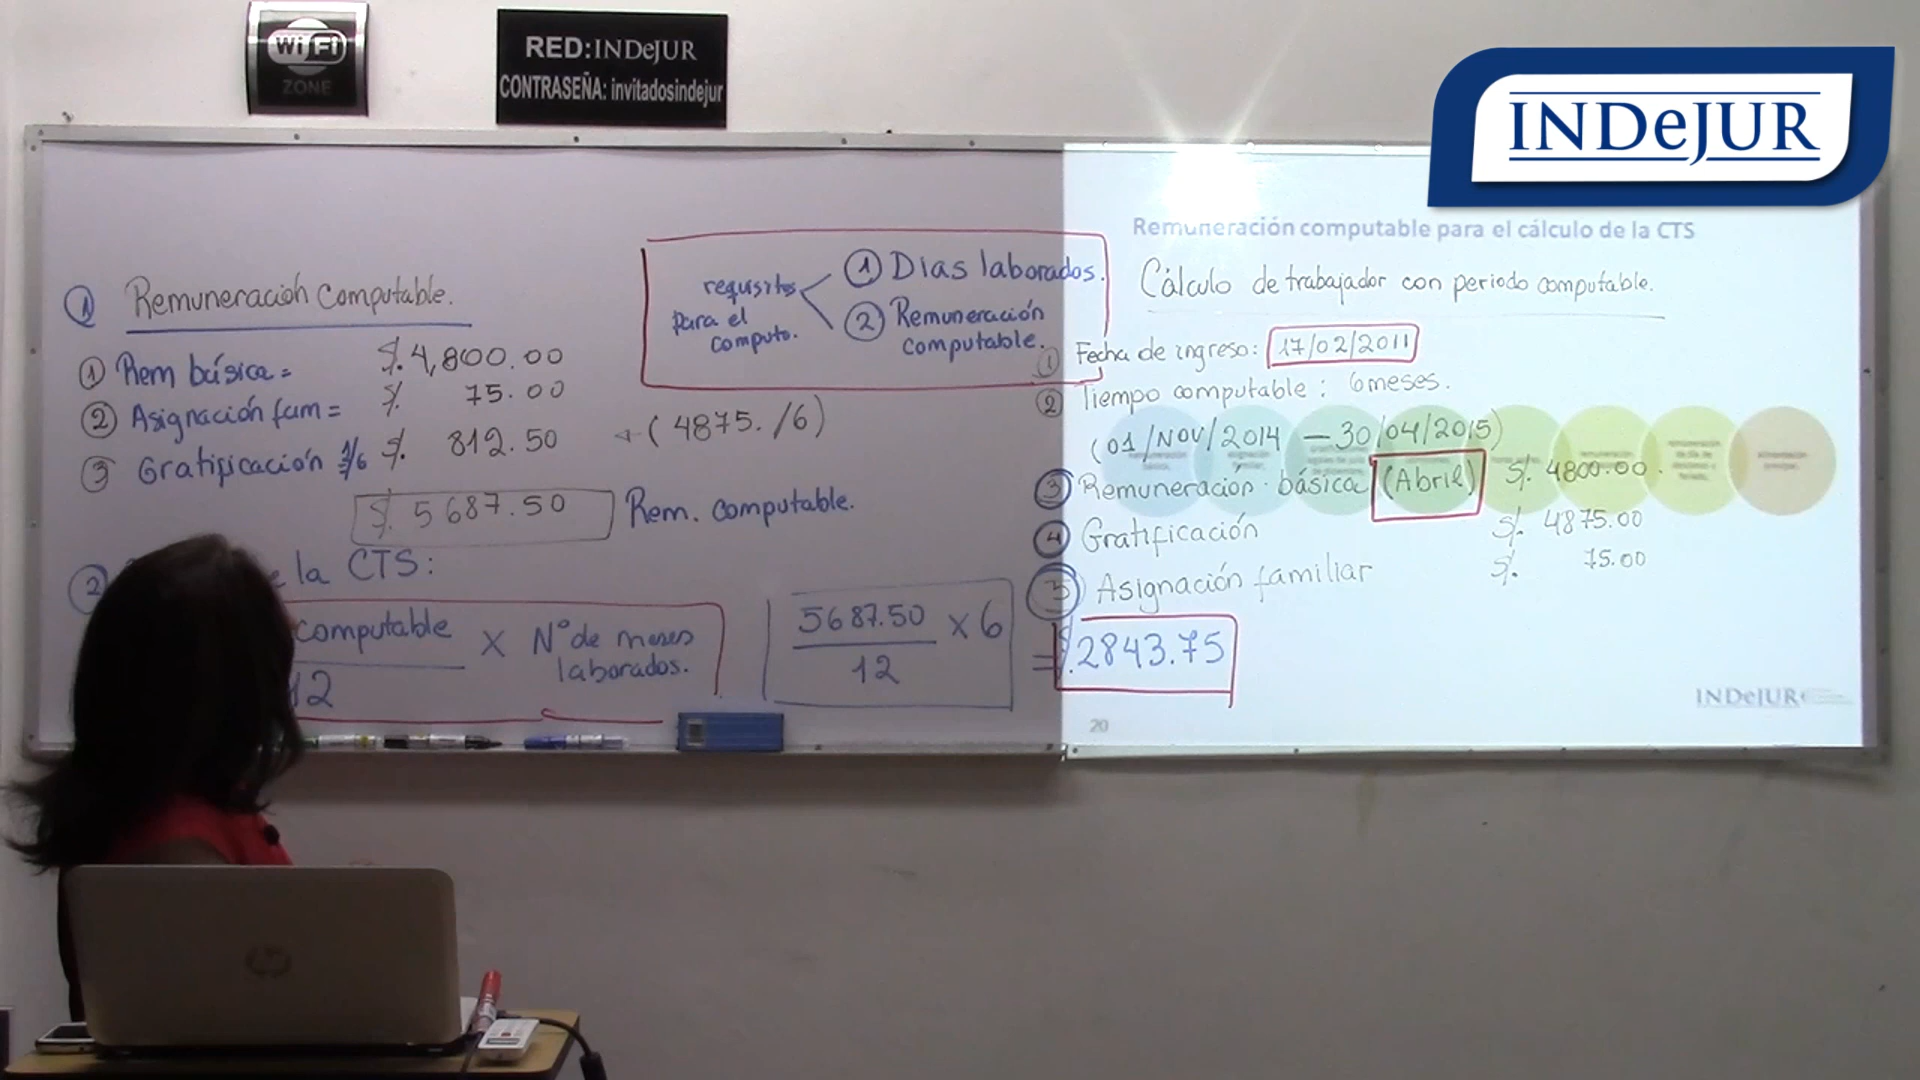 Wi Fi
ZONE
RED: INDeJUR
CONTRASEÑA: invitadosindejur
INDeJUR
1 Remuneración Computable.
1 Rem básica = S/. 4,800.00
2 Asignación fam = S/. 75.00
3 Gratificación 1/6 S/. 812.50 ← (4875. /6)
S/. 5687.50 Rem. computable.
requisitos para el computo.
1 Dias laborados.
2 Remuneración computable.
2 la CTS:
computable
12
X N° de meses
laborados.
5687.50
12
x 6
= S/. 2843.75
Remuneración computable para el cálculo de la CTS
Cálculo de trabajador con periodo computable.
1 Fecha de ingreso: 17/02/2011
2 Tiempo computable: 6 meses.
(01/NOV/2014 — 30/04/2015)
3 Remuneración básica (Abril) S/. 4800.00.
4 Gratificación S/. 4875.00
5 Asignación familiar S/. 75.00
INDeJUR
20
hp